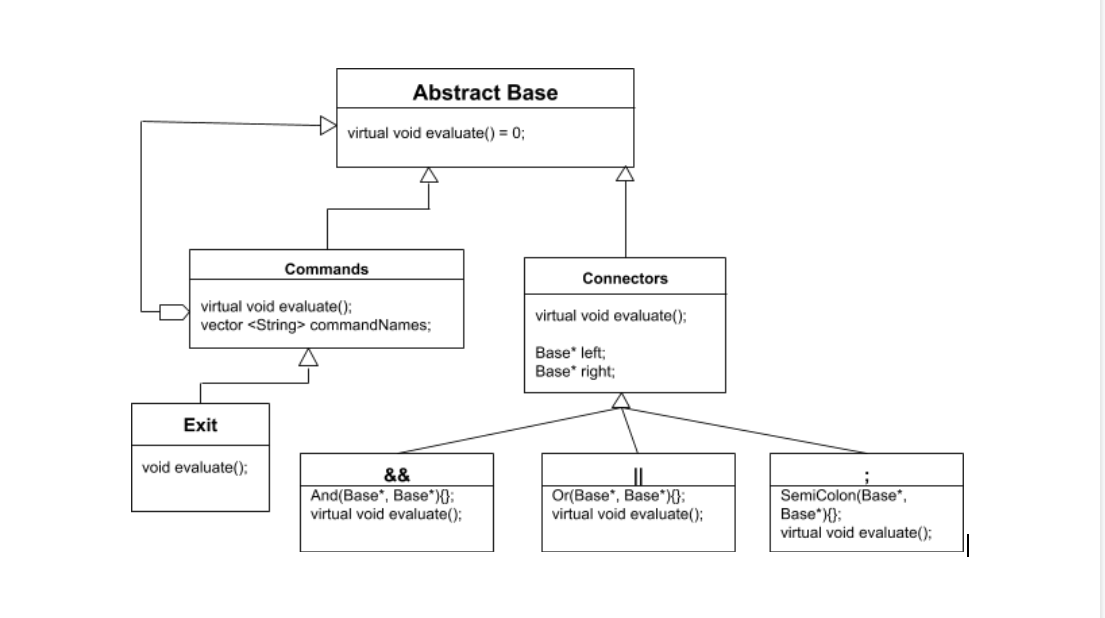 Abstract Base
virtual void evaluate() = 0;
Commands
virtual void evaluate();
vector <String> commandNames;
Connectors
virtual void evaluate();
Base* left;
Base* right;
Exit
void evaluate();
&&
And(Base*, Base*){};
virtual void evaluate();
||
Or(Base*, Base*){};
virtual void evaluate();
;
SemiColon(Base*,
Base*){};
virtual void evaluate();